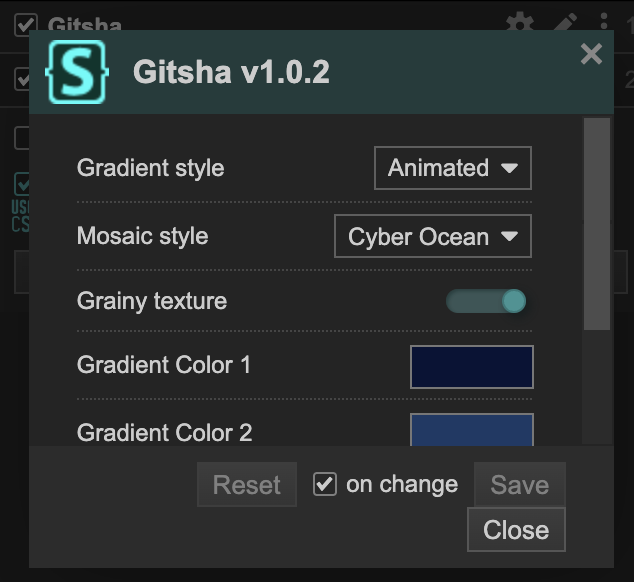 Gitsha
{S}
Gitsha v1.0.2
Gradient style
Animated
Mosaic style
Cyber Ocean
Grainy texture
Gradient Color 1
Gradient Color 2
Reset
on change
Save
Close